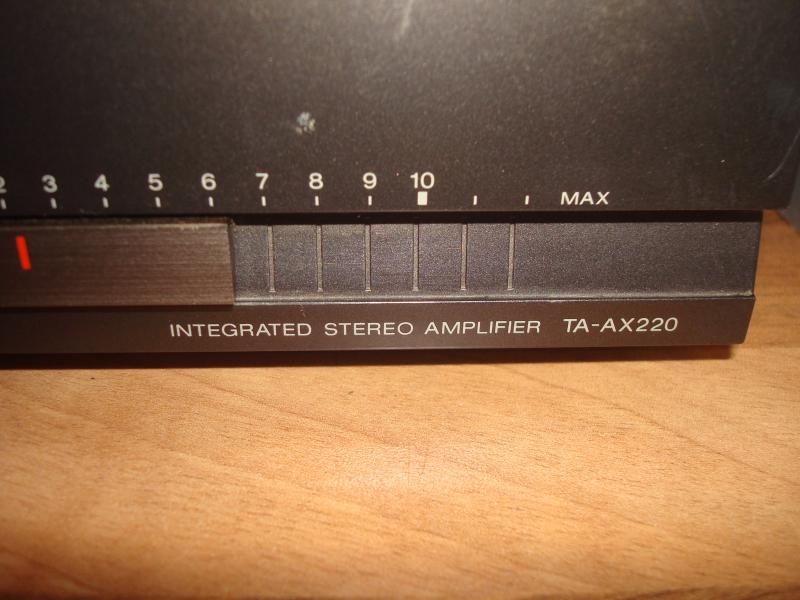 2 3 4 5 6 7 8 9 10 MAX
INTEGRATED STEREO AMPLIFIER TA-AX220